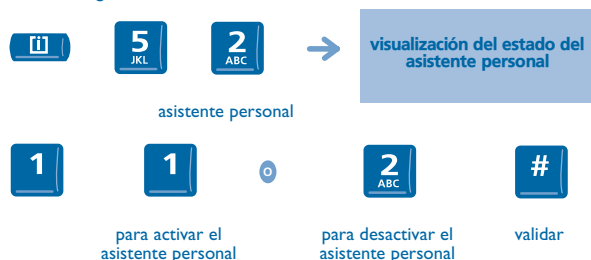 [i]
5
JKL
2
ABC
visualización del estado del
asistente personal
asistente personal
1
1
o
2
ABC
#
para activar el
asistente personal
para desactivar el
asistente personal
validar